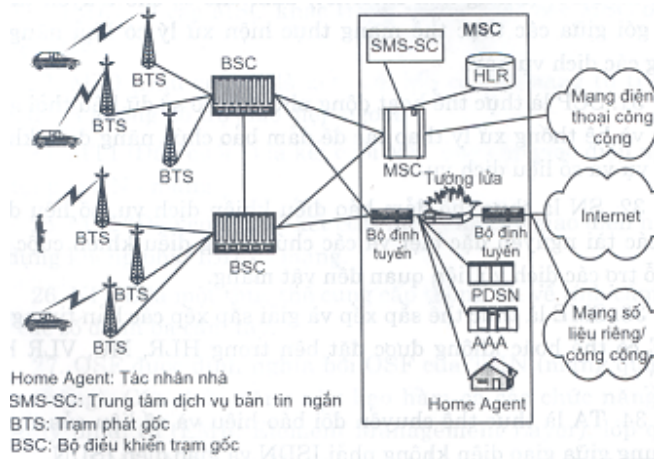 MSC
SMS-SC
HLR
BSC
BTS
BTS
BTS
Mạng điện
thoại công
cộng
MSC
Tường lửa
BTS
BSC
Bộ định
tuyến
Bộ định
tuyến
Internet
BTS
PDSN
BTS
AAA
Mạng số
liệu riêng/
công cộng
Home Agent
Home Agent: Tác nhân nhà
SMS-SC: Trung tâm dịch vụ bản tin ngắn
BTS: Trạm phát gốc
BSC: Bộ điều khiển trạm gốc